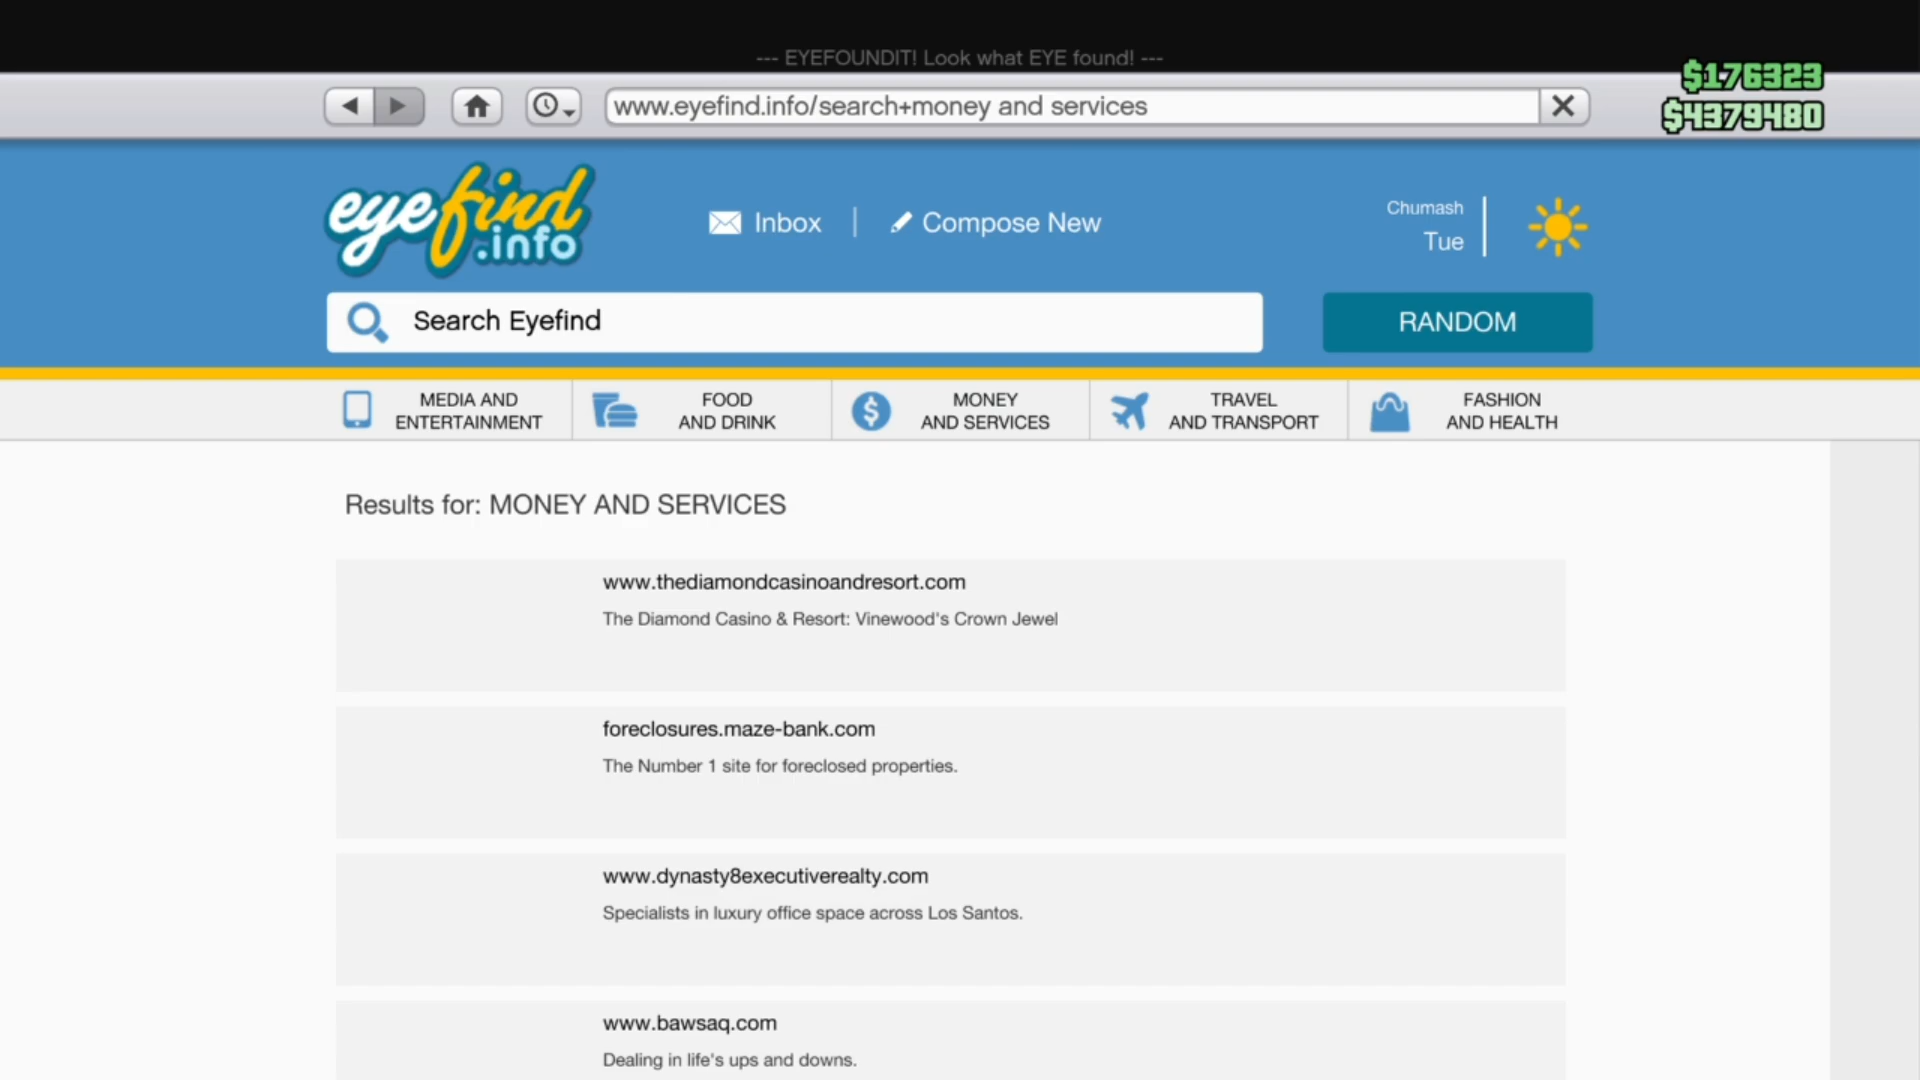 --- EYEFOUNDIT! Look what EYE found! ---
$176323
www.eyefind.info/search+money and services
$4379480
eyefind.info
Inbox
Compose New
Chumash
Tue
Search Eyefind
RANDOM
MEDIA AND
ENTERTAINMENT
FOOD
AND DRINK
MONEY
AND SERVICES
TRAVEL
AND TRANSPORT
FASHION
AND HEALTH
Results for: MONEY AND SERVICES
www.thediamondcasinoandresort.com
The Diamond Casino & Resort: Vinewood's Crown Jewel
foreclosures.maze-bank.com
The Number 1 site for foreclosed properties.
www.dynasty8executiverealty.com
Specialists in luxury office space across Los Santos.
www.bawsaq.com
Dealing in life's ups and downs.